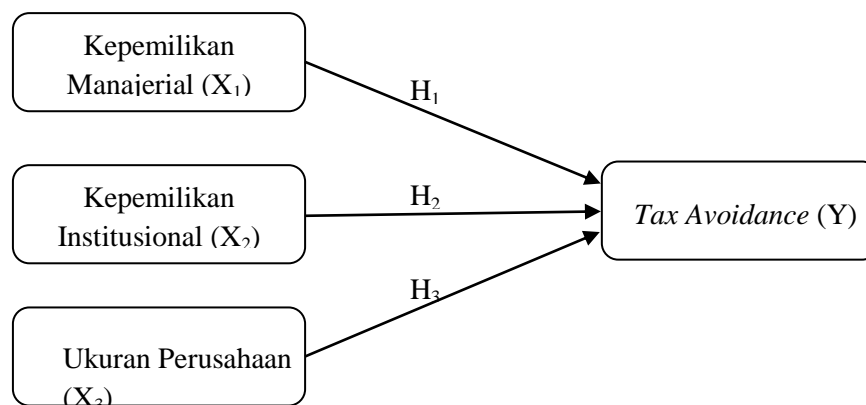 Kepemilikan
Manajerial (X₁)
H₁
Kepemilikan
Institusional (X₂)
H₂
Tax Avoidance (Y)
H₃
Ukuran Perusahaan
(X₃)